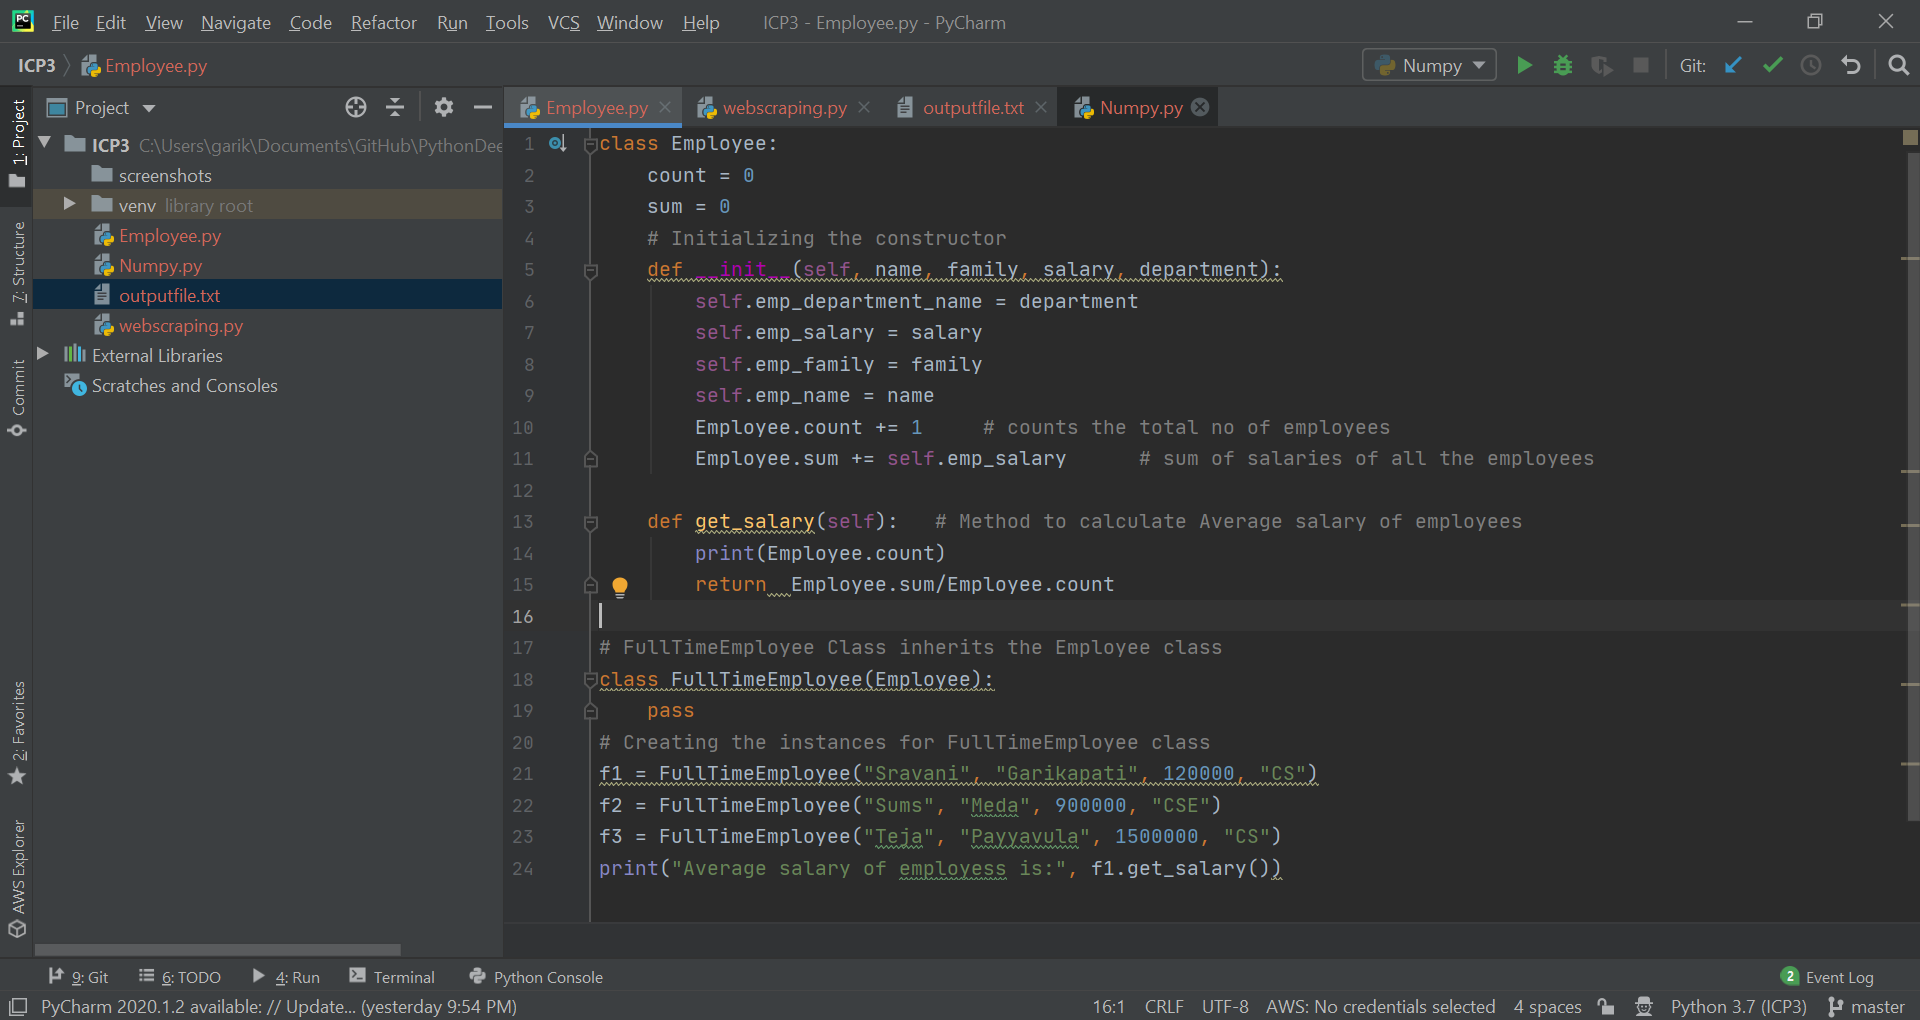 PC File Edit View Navigate Code Refactor Run Tools VCS Window Help ICP3 - Employee.py - PyCharm
ICP3 Employee.py Numpy Git:
Project Employee.py webscraping.py outputfile.txt Numpy.py
1: Project
7: Structure
Commit
2: Favorites
AWS Explorer
ICP3 C:\Users\garik\Documents\GitHub\PythonDee
screenshots
venv library root
Employee.py
Numpy.py
outputfile.txt
webscraping.py
External Libraries
Scratches and Consoles
1 class Employee:
2     count = 0
3     sum = 0
4     # Initializing the constructor
5     def __init__(self, name, family, salary, department):
6         self.emp_department_name = department
7         self.emp_salary = salary
8         self.emp_family = family
9         self.emp_name = name
10         Employee.count += 1     # counts the total no of employees
11         Employee.sum += self.emp_salary      # sum of salaries of all the employees
12
13     def get_salary(self):   # Method to calculate Average salary of employees
14         print(Employee.count)
15         return  Employee.sum/Employee.count
16
17 # FullTimeEmployee Class inherits the Employee class
18 class FullTimeEmployee(Employee):
19     pass
20 # Creating the instances for FullTimeEmployee class
21 f1 = FullTimeEmployee("Sravani", "Garikapati", 120000, "CS")
22 f2 = FullTimeEmployee("Sums", "Meda", 900000, "CSE")
23 f3 = FullTimeEmployee("Teja", "Payyavula", 1500000, "CS")
24 print("Average salary of employess is:", f1.get_salary())
9: Git 6: TODO 4: Run Terminal Python Console 2 Event Log
PyCharm 2020.1.2 available: // Update... (yesterday 9:54 PM) 16:1 CRLF UTF-8 AWS: No credentials selected 4 spaces Python 3.7 (ICP3) master